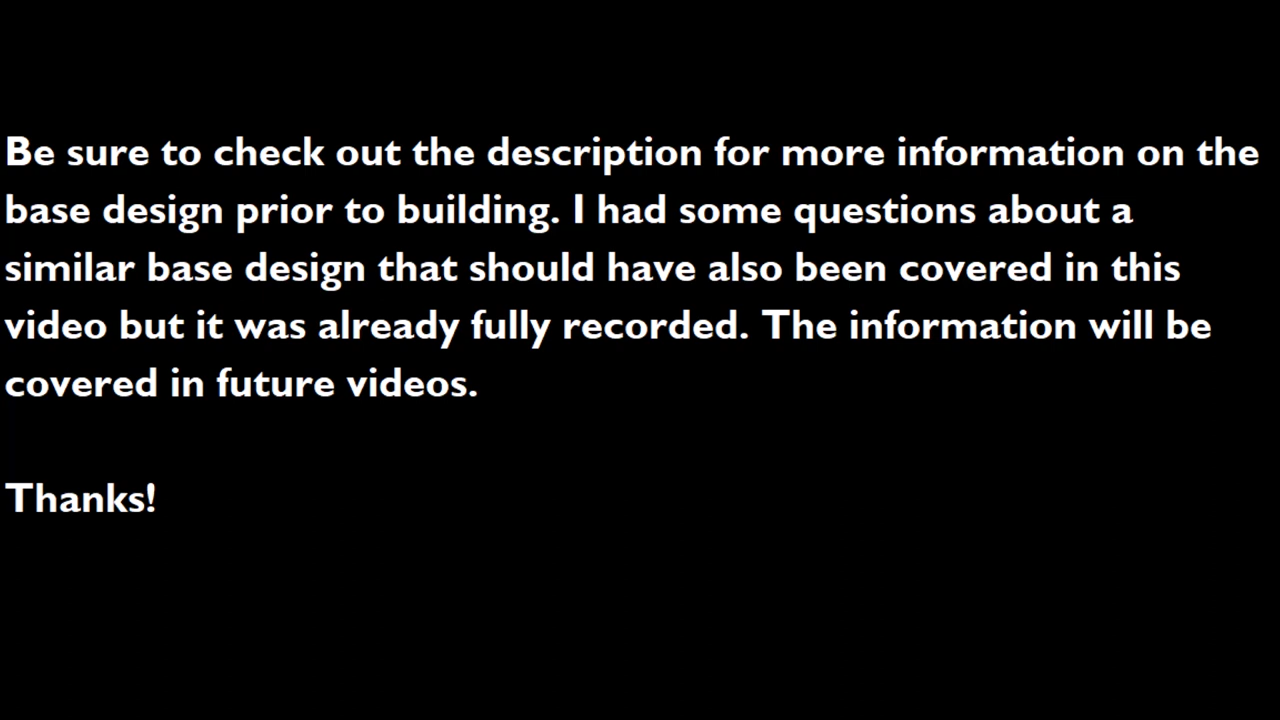 Be sure to check out the description for more information on the
base design prior to building. I had some questions about a
similar base design that should have also been covered in this
video but it was already fully recorded. The information will be
covered in future videos.
Thanks!